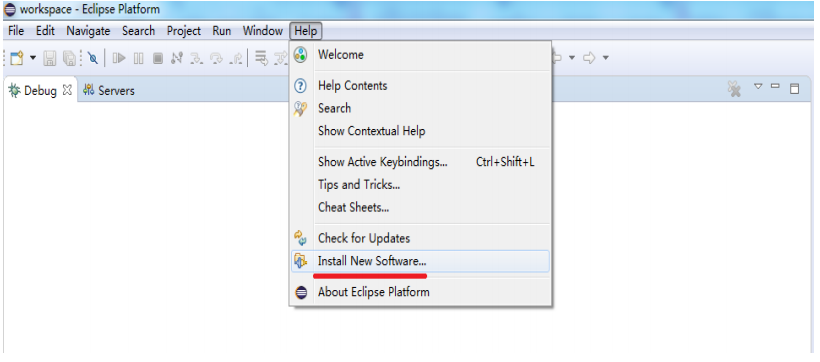 workspace - Eclipse Platform
File Edit Navigate Search Project Run Window Help
Welcome
Debug Servers
Help Contents
Search
Show Contextual Help
Show Active Keybindings... Ctrl+Shift+L
Tips and Tricks...
Cheat Sheets...
Check for Updates
Install New Software...
About Eclipse Platform